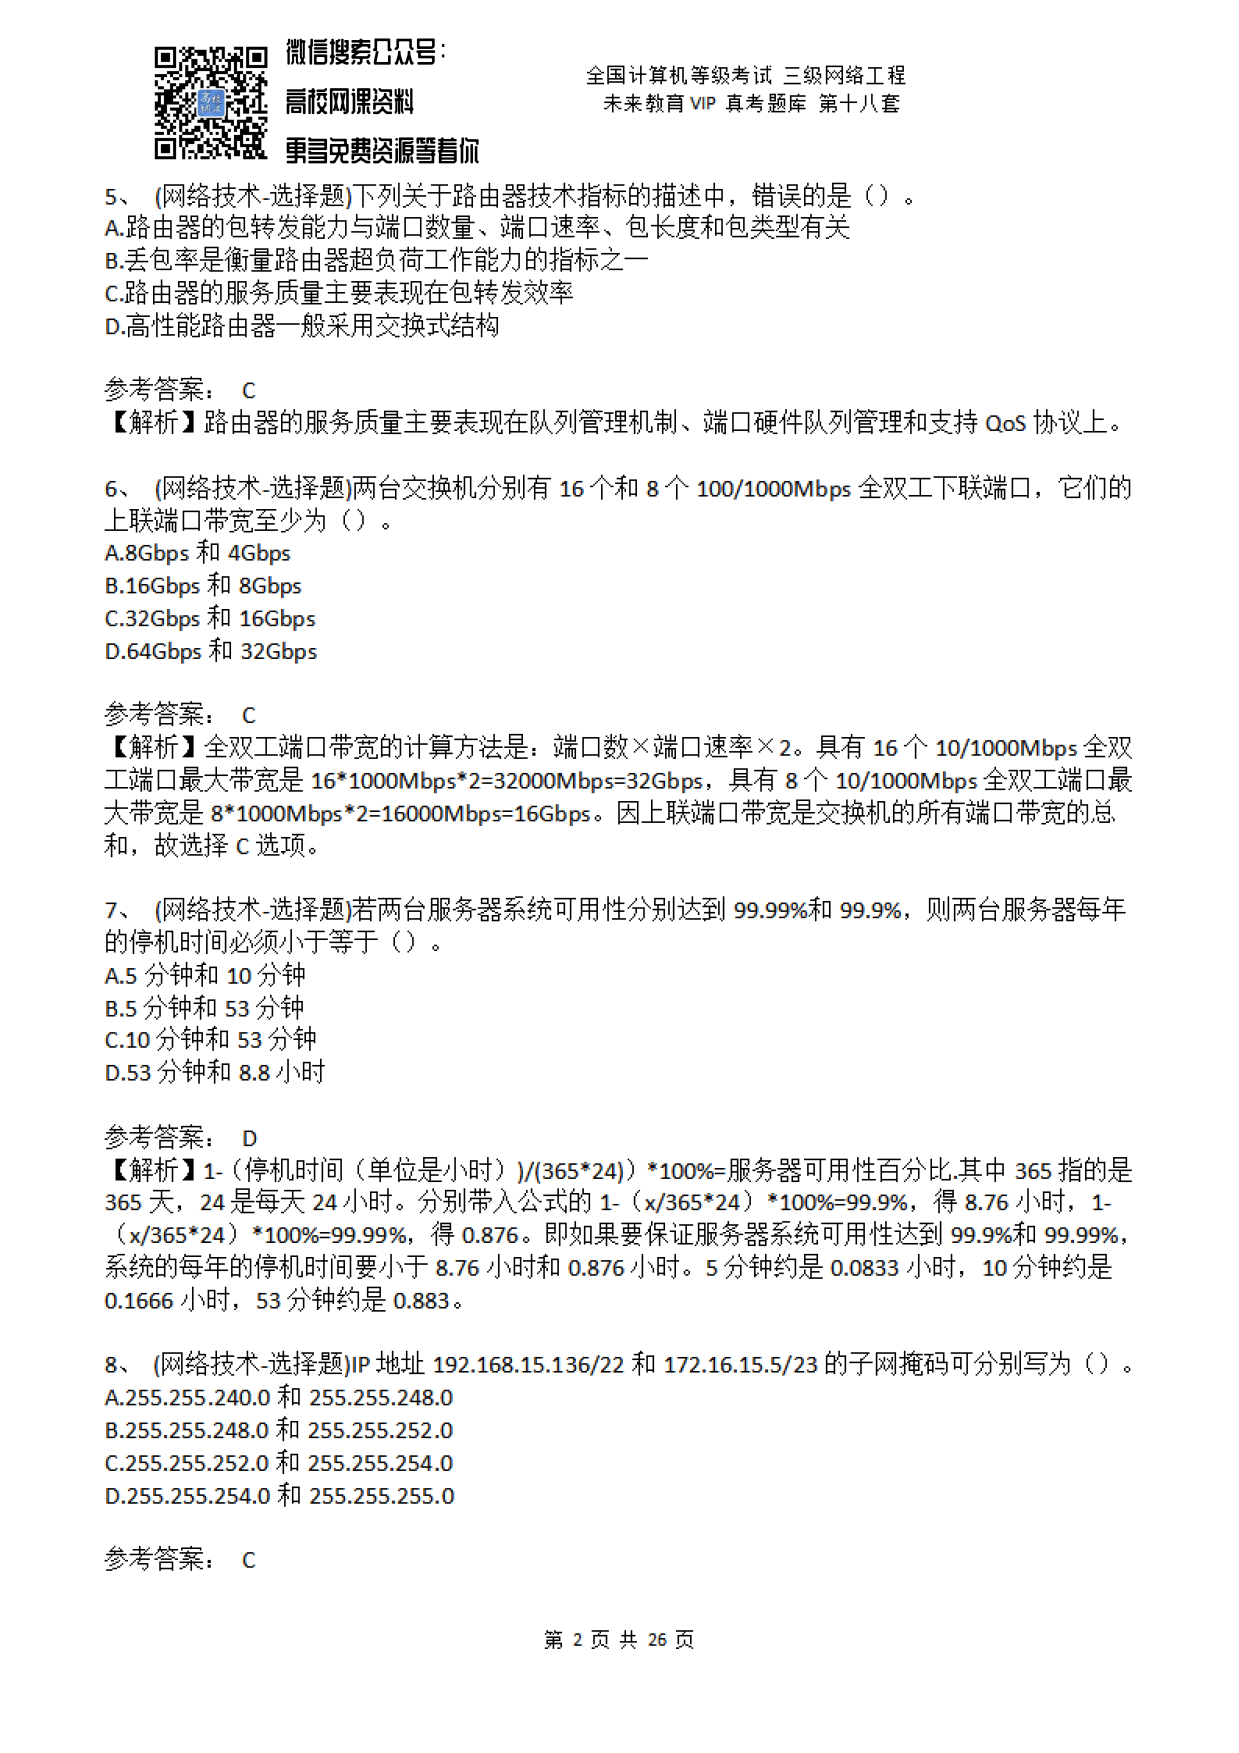 微信搜索公众号：
高校网课资料
更多免费资源等着你
全国计算机等级考试 三级网络工程
未来教育 VIP 真考题库 第十八套
5、 (网络技术-选择题)下列关于路由器技术指标的描述中，错误的是（）。
A.路由器的包转发能力与端口数量、端口速率、包长度和包类型有关
B.丢包率是衡量路由器超负荷工作能力的指标之一
C.路由器的服务质量主要表现在包转发效率
D.高性能路由器一般采用交换式结构
参考答案： C
【解析】路由器的服务质量主要表现在队列管理机制、端口硬件队列管理和支持 QoS 协议上。
6、 (网络技术-选择题)两台交换机分别有 16 个和 8 个 100/1000Mbps 全双工下联端口，它们的
上联端口带宽至少为（）。
A.8Gbps 和 4Gbps
B.16Gbps 和 8Gbps
C.32Gbps 和 16Gbps
D.64Gbps 和 32Gbps
参考答案： C
【解析】全双工端口带宽的计算方法是：端口数×端口速率×2。具有 16 个 10/1000Mbps 全双
工端口最大带宽是 16*1000Mbps*2=32000Mbps=32Gbps，具有 8 个 10/1000Mbps 全双工端口最
大带宽是 8*1000Mbps*2=16000Mbps=16Gbps。因上联端口带宽是交换机的所有端口带宽的总
和，故选择 C 选项。
7、 (网络技术-选择题)若两台服务器系统可用性分别达到 99.99%和 99.9%，则两台服务器每年
的停机时间必须小于等于（）。
A.5 分钟和 10 分钟
B.5 分钟和 53 分钟
C.10 分钟和 53 分钟
D.53 分钟和 8.8 小时
参考答案： D
【解析】1-（停机时间（单位是小时）)/(365*24)）*100%=服务器可用性百分比.其中 365 指的是
365 天，24 是每天 24 小时。分别带入公式的 1-（x/365*24）*100%=99.9%，得 8.76 小时，1-
（x/365*24）*100%=99.99%，得 0.876。即如果要保证服务器系统可用性达到 99.9%和 99.99%，
系统的每年的停机时间要小于 8.76 小时和 0.876 小时。5 分钟约是 0.0833 小时，10 分钟约是
0.1666 小时，53 分钟约是 0.883。
8、 (网络技术-选择题)IP 地址 192.168.15.136/22 和 172.16.15.5/23 的子网掩码可分别写为（）。
A.255.255.240.0 和 255.255.248.0
B.255.255.248.0 和 255.255.252.0
C.255.255.252.0 和 255.255.254.0
D.255.255.254.0 和 255.255.255.0
参考答案： C
第 2 页 共 26 页